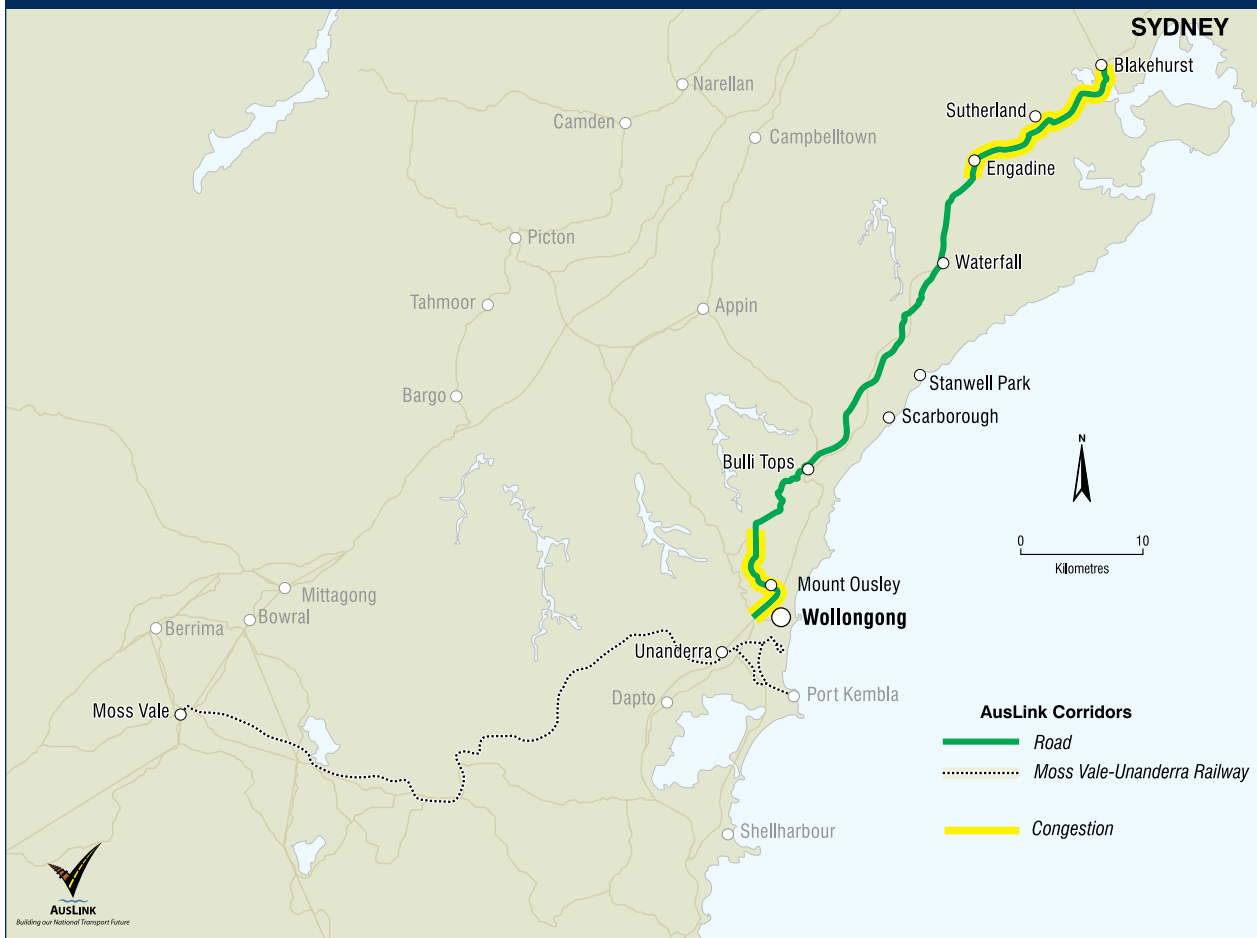 SYDNEY
Blakehurst
Narellan
Sutherland
Camden
Campbelltown
Engadine
Picton
Waterfall
Tahmoor
Appin
Stanwell Park
Bargo
Scarborough
N
Bulli Tops
0 10
Kilometres
Mount Ousley
Mittagong
Wollongong
Bowral
Berrima
Unanderra
Dapto
Port Kembla
Moss Vale
AusLink Corridors
Road
Moss Vale-Unanderra Railway
Congestion
Shellharbour
AUSLINK
Building our National Transport Future